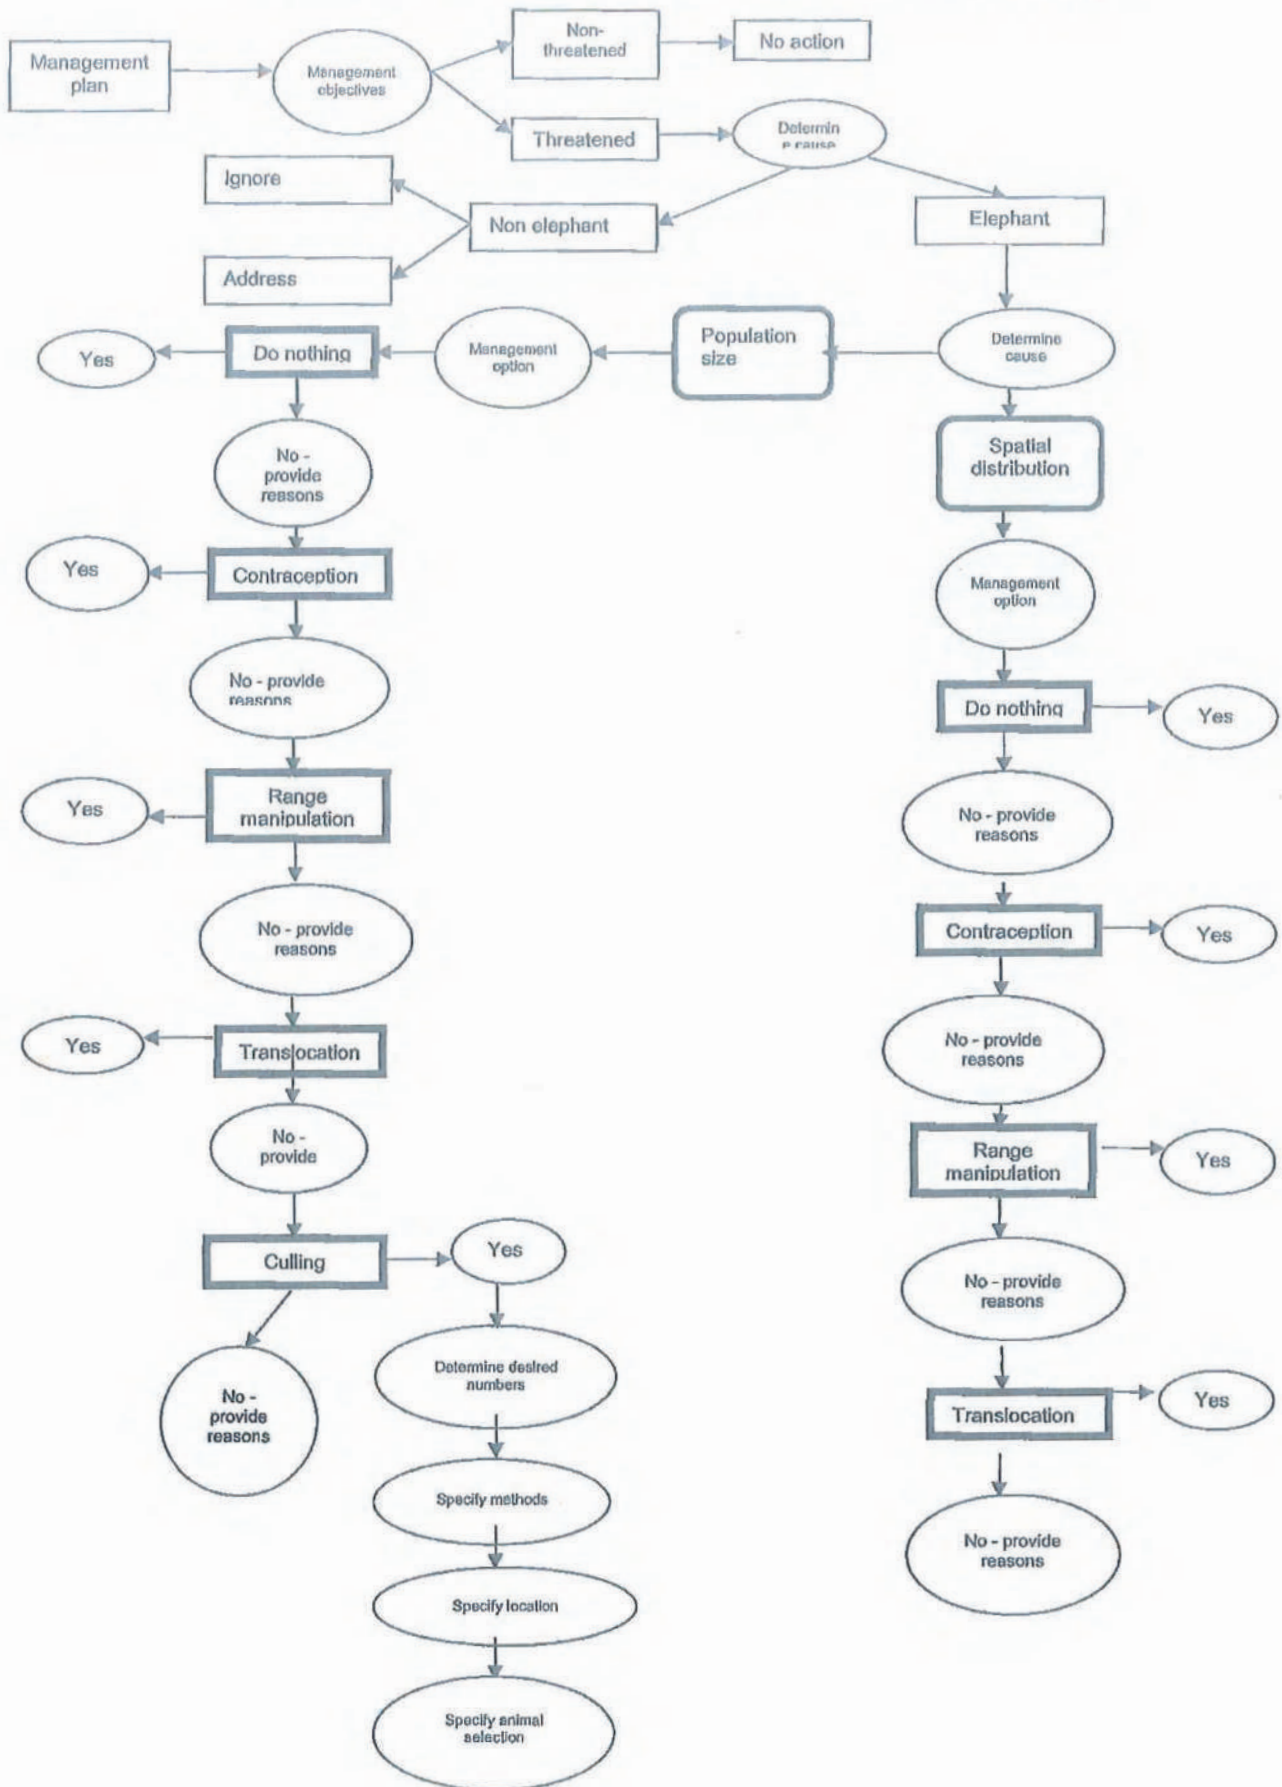 Management
plan
Management
objectives
Non-
threatened
No action
Threatened
Determin
e cause
Ignore
Non elephant
Elephant
Address
Yes
Do nothing
Management
option
Population
size
Determine
cause
Spatial
distribution
No -
provide
reasons
Yes
Contraception
Management
option
No - provide
reasons
Do nothing
Yes
Yes
Range
manipulation
No - provide
reasons
No - provide
reasons
Contraception
Yes
Yes
Translocation
No - provide
reasons
No -
provide
Range
manipulation
Yes
Culling
Yes
No - provide
reasons
Determine desired
numbers
No -
provide
reasons
Translocation
Yes
Specify methods
No - provide
reasons
Specify location
Specify animal
selection